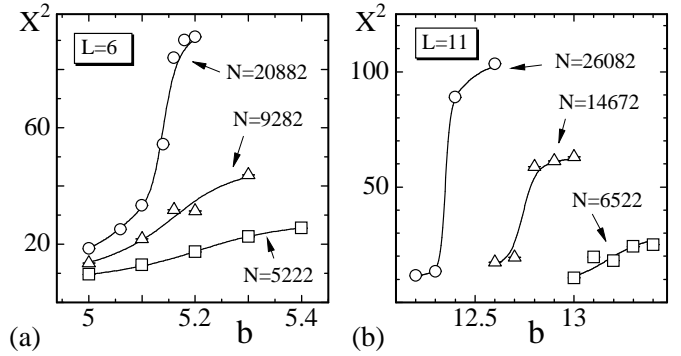 X²
L=6
N=20882
N=9282
60
20
N=5222
5
5.2
5.4
(a)
b
X²
L=11
N=26082
100
N=14672
50
N=6522
12.5
13
(b)
b